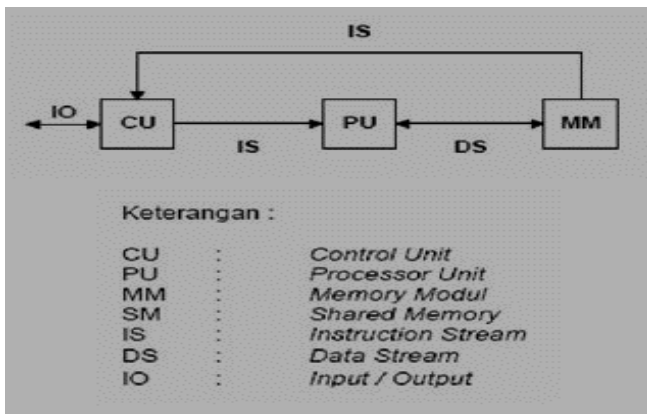 IS
IO
CU PU MM
IS DS
Keterangan :
CU : Control Unit
PU : Processor Unit
MM : Memory Modul
SM : Shared Memory
IS : Instruction Stream
DS : Data Stream
IO : Input / Output